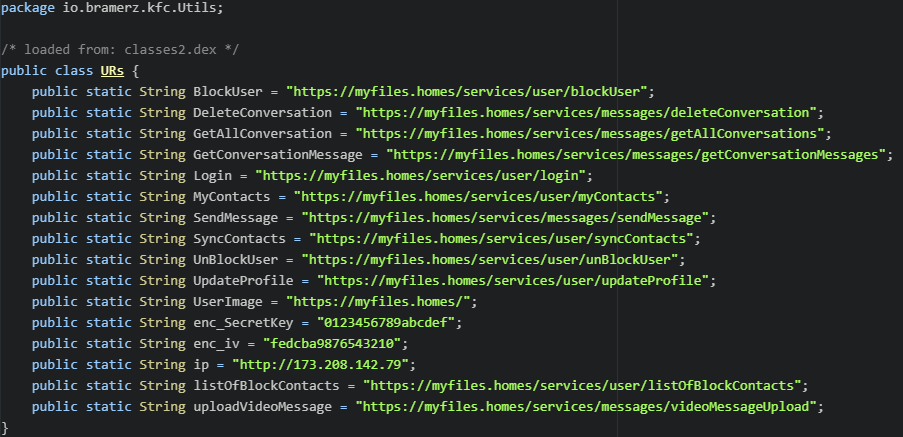 package io.bramerz.kfc.Utils;
/* loaded from: classes2.dex */
public class URs {
public static String BlockUser = "https://myfiles.homes/services/user/blockUser";
public static String DeleteConversation = "https://myfiles.homes/services/messages/deleteConversation";
public static String GetAllConversation = "https://myfiles.homes/services/messages/getAllConversations";
public static String GetConversationMessage = "https://myfiles.homes/services/messages/getConversationMessages";
public static String Login = "https://myfiles.homes/services/user/login";
public static String MyContacts = "https://myfiles.homes/services/user/myContacts";
public static String SendMessage = "https://myfiles.homes/services/messages/sendMessage";
public static String SyncContacts = "https://myfiles.homes/services/user/syncContacts";
public static String UnBlockUser = "https://myfiles.homes/services/user/unBlockUser";
public static String UpdateProfile = "https://myfiles.homes/services/user/updateProfile";
public static String UserImage = "https://myfiles.homes/";
public static String enc_SecretKey = "0123456789abcdef";
public static String enc_iv = "fedcba9876543210";
public static String ip = "http://173.208.142.79";
public static String listOfBlockContacts = "https://myfiles.homes/services/user/listOfBlockContacts";
public static String uploadVideoMessage = "https://myfiles.homes/services/messages/videoMessageUpload";
}